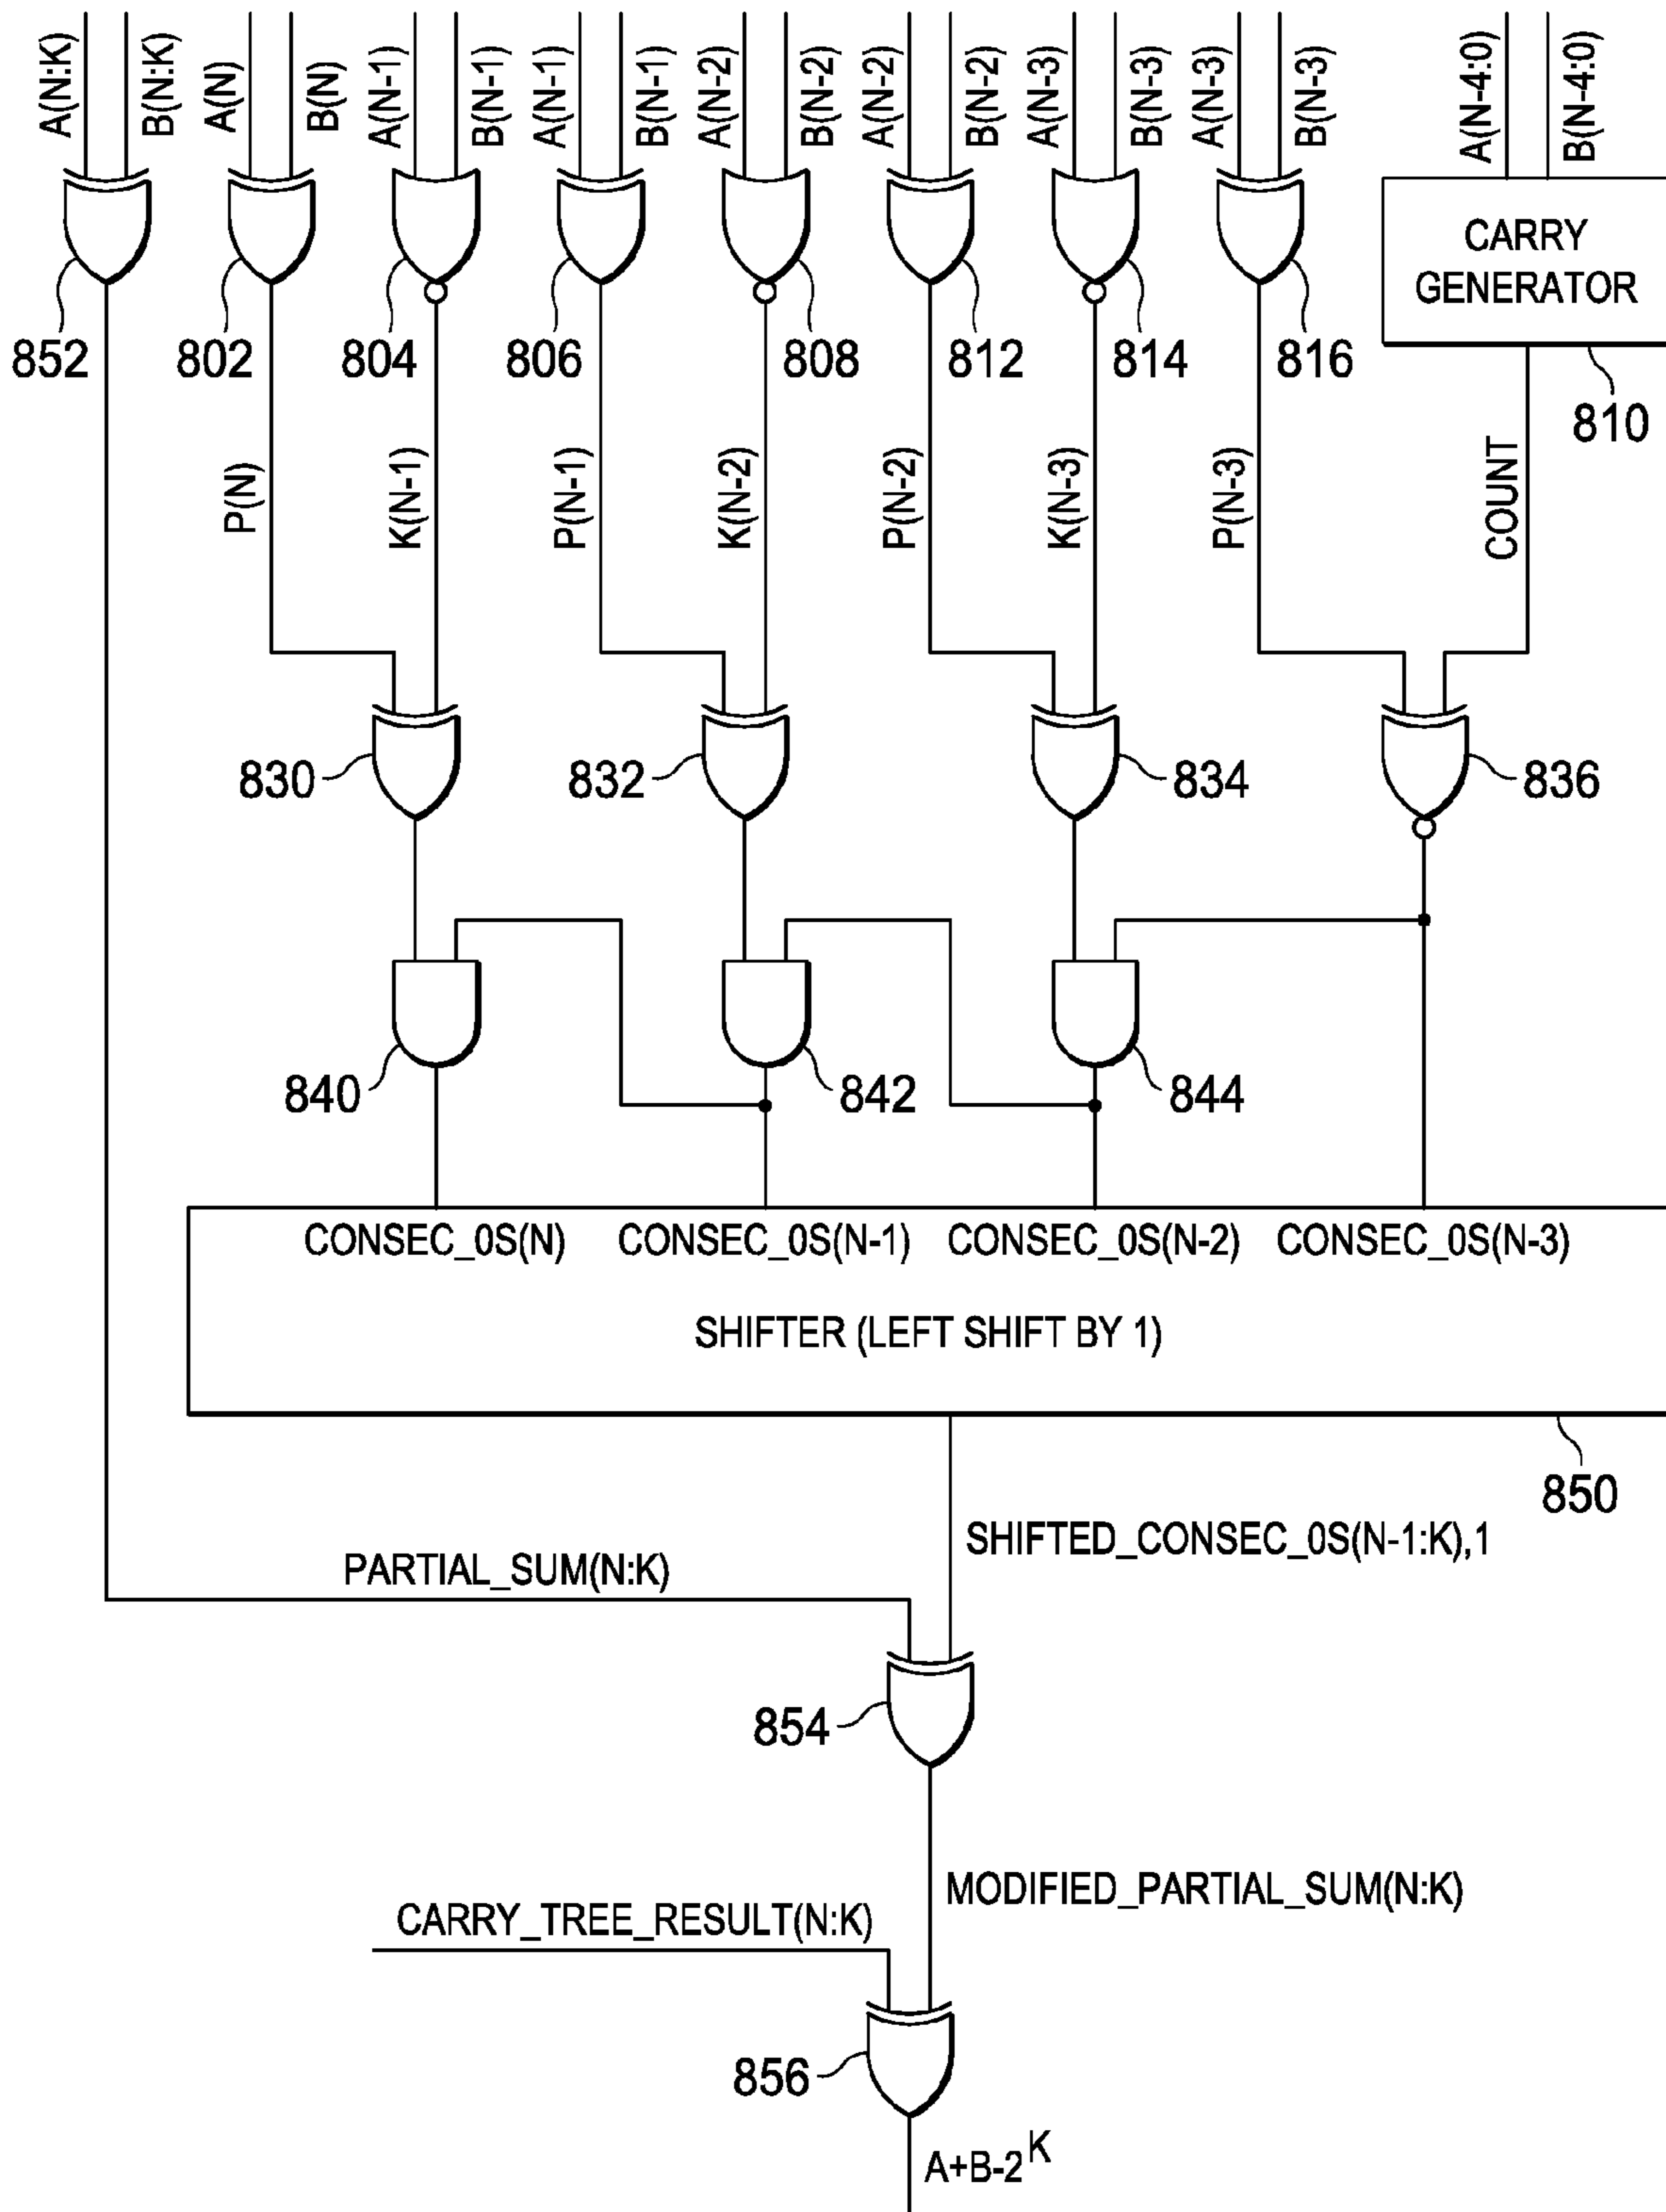 A(N:K)
B(N:K)
A(N)
B(N)
A(N-1)
B(N-1)
A(N-1)
B(N-1)
A(N-2)
B(N-2)
A(N-2)
B(N-2)
A(N-3)
B(N-3)
A(N-3)
B(N-3)
A(N-4:0)
B(N-4:0)
CARRY
GENERATOR
852
802
804
806
808
812
814
816
810
P(N)
K(N-1)
P(N-1)
K(N-2)
P(N-2)
K(N-3)
P(N-3)
COUNT
830
832
834
836
840
842
844
CONSEC_0S(N)
CONSEC_0S(N-1)
CONSEC_0S(N-2)
CONSEC_0S(N-3)
SHIFTER (LEFT SHIFT BY 1)
850
SHIFTED_CONSEC_0S(N-1:K),1
PARTIAL_SUM(N:K)
854
MODIFIED_PARTIAL_SUM(N:K)
CARRY_TREE_RESULT(N:K)
856
A+B-2^K